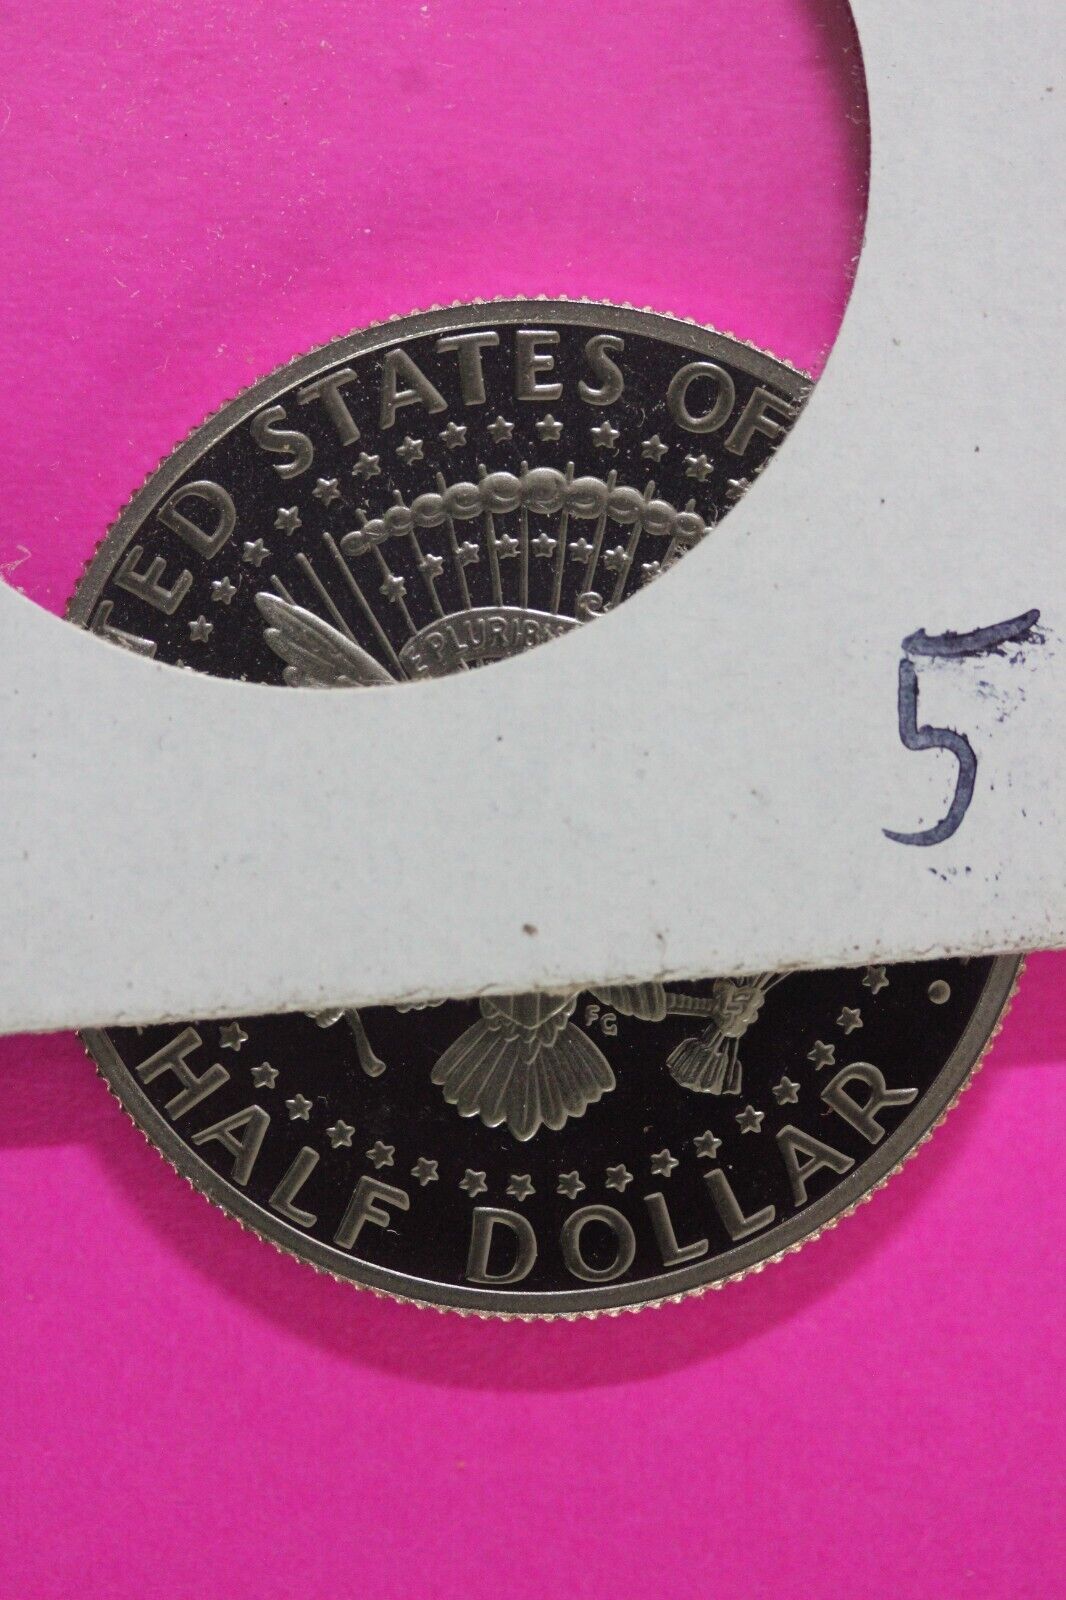 TED STATES OF
E PLURIBUS
5
FG
HALF DOLLAR